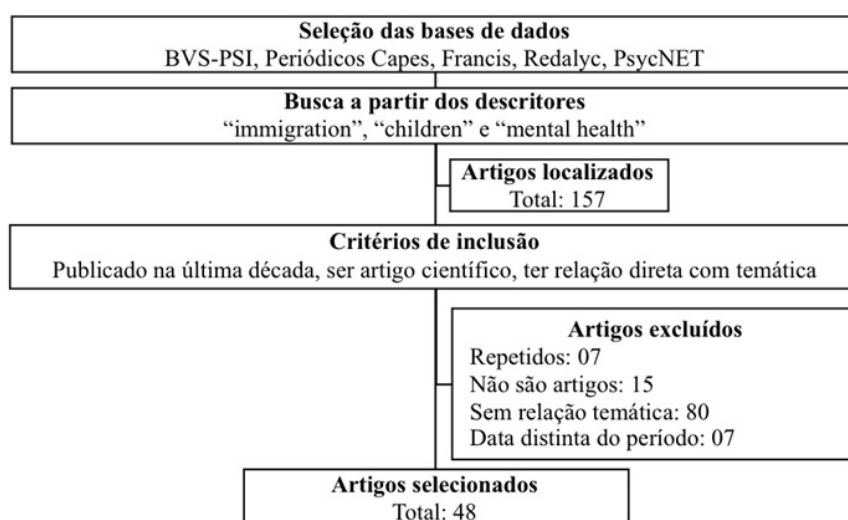 Seleção das bases de dados
BVS-PSI, Periódicos Capes, Francis, Redalyc, PsycNET
Busca a partir dos descritores
“immigration”, “children” e “mental health”
Artigos localizados
Total: 157
Critérios de inclusão
Publicado na última década, ser artigo científico, ter relação direta com temática
Artigos excluídos
Repetidos: 07
Não são artigos: 15
Sem relação temática: 80
Data distinta do período: 07
Artigos selecionados
Total: 48